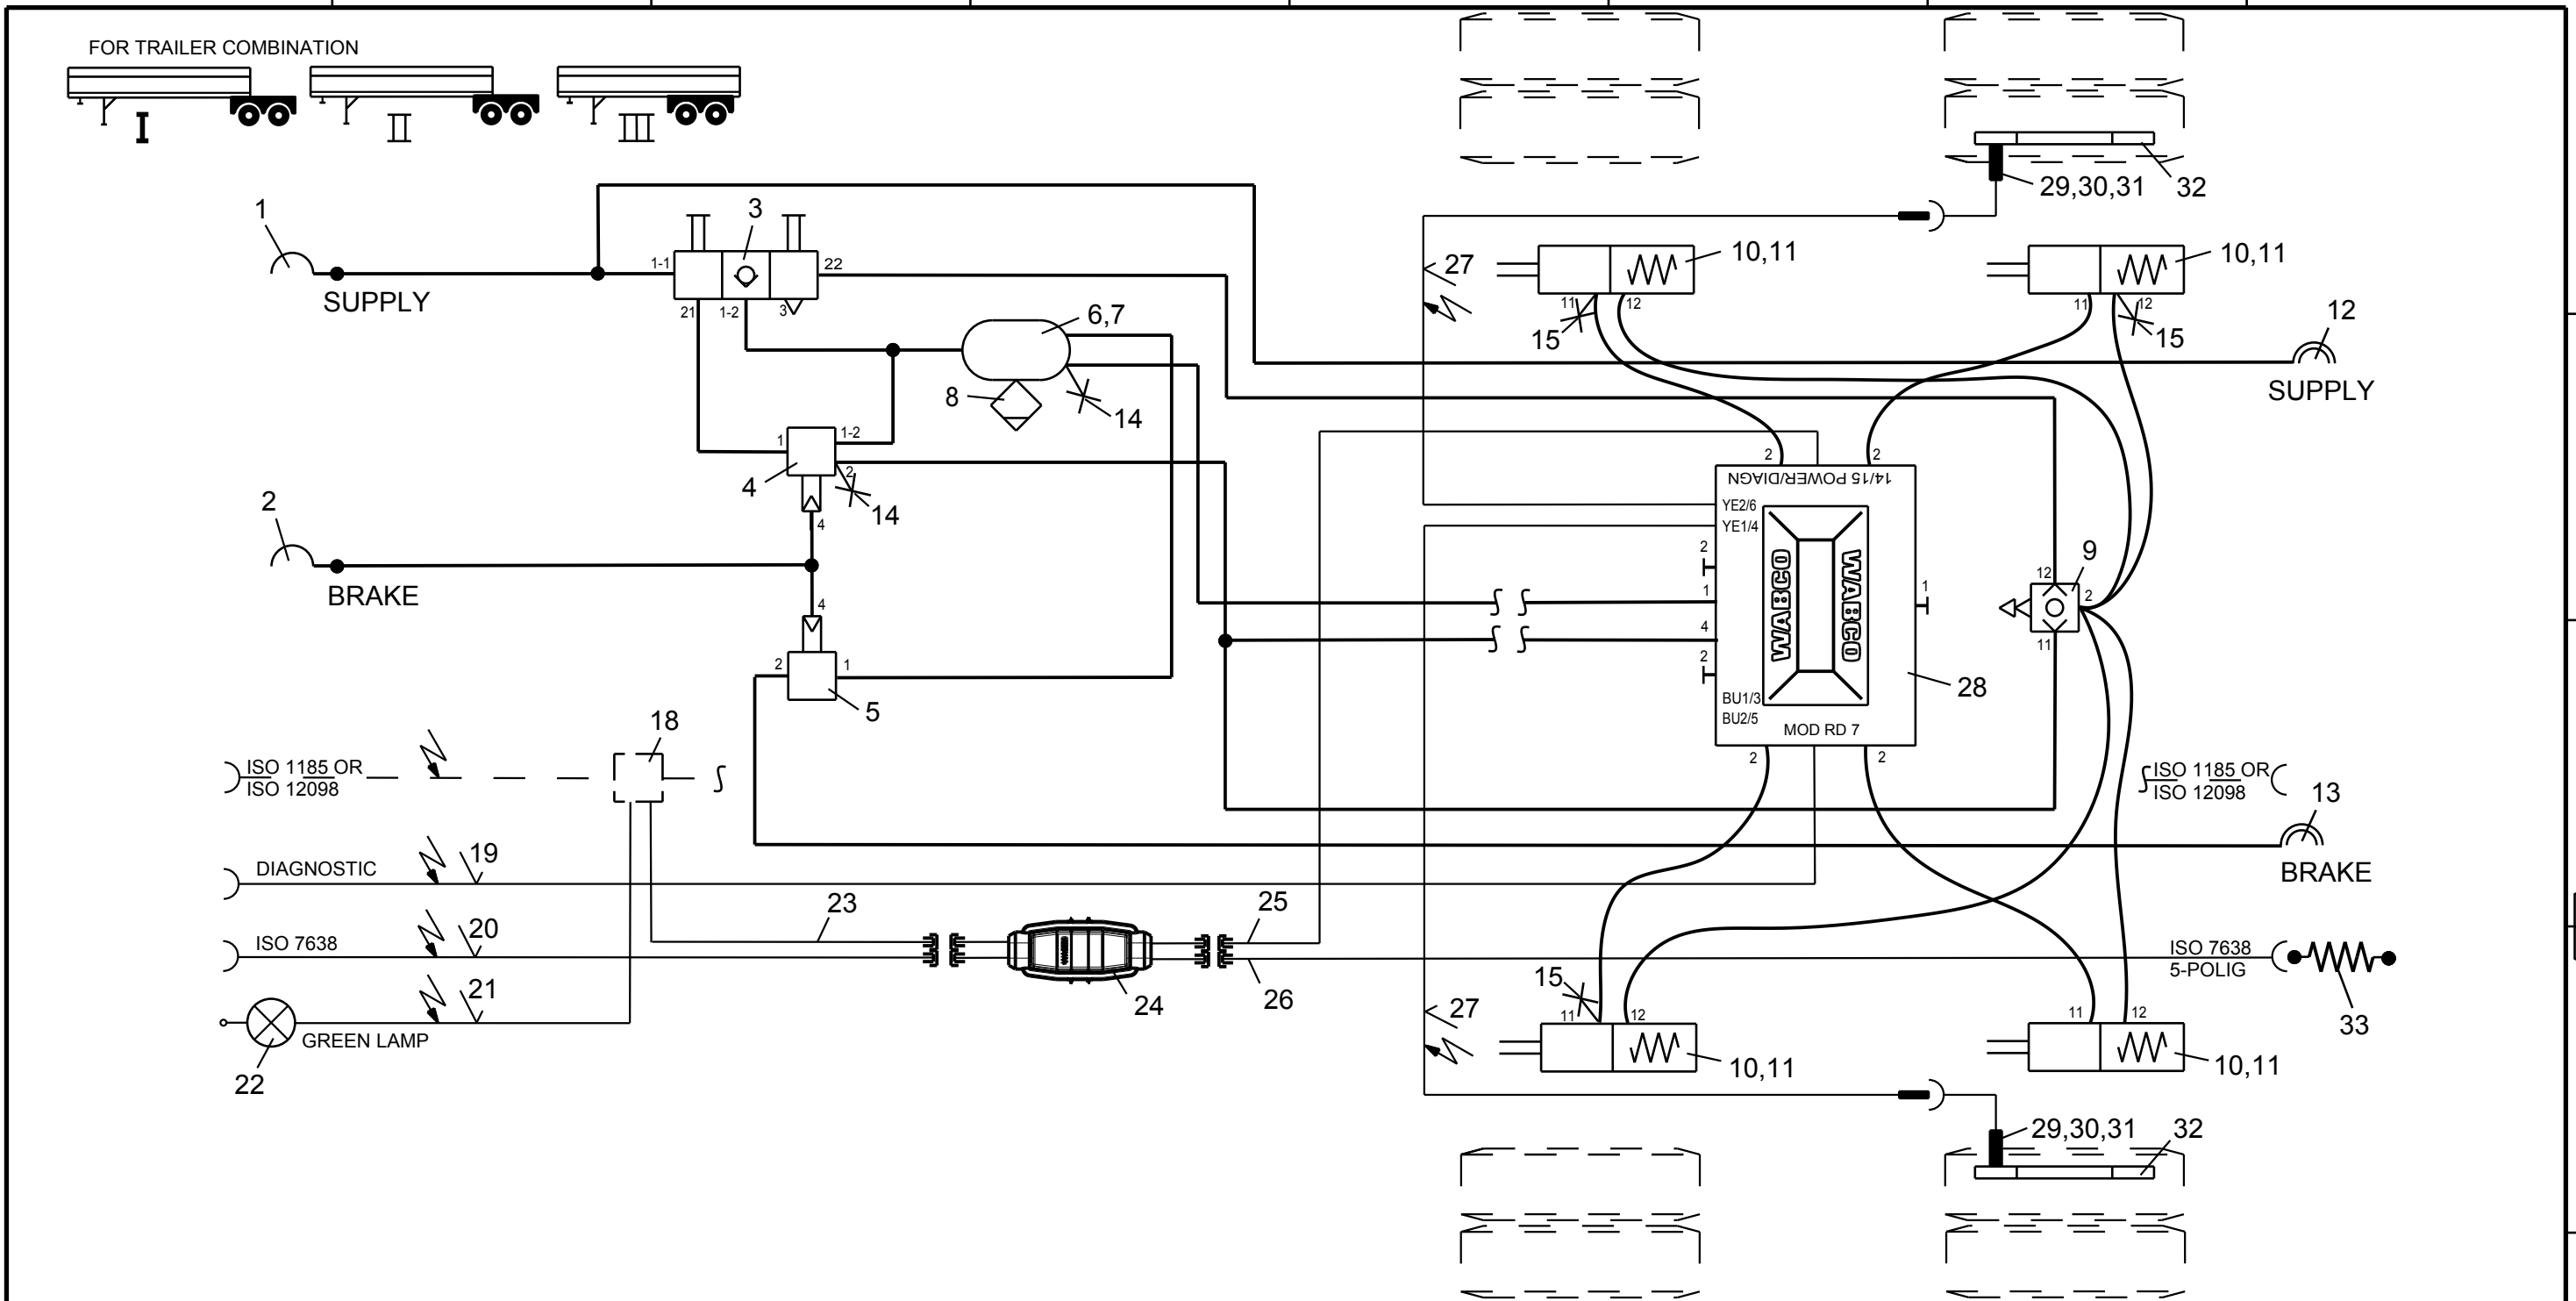 FOR TRAILER COMBINATION
I II III
29,30,31 32
1 3
1-1 22
SUPPLY
21 1-2 3
6,7
8 14
27
10,11 10,11
11 12 11 12
15 15
12
SUPPLY
1 1-2
2
4 14
4
2
BRAKE
4
2 1
5
2 2
14/15 POWER/DIAGN
YE2/6
YE1/4
2
1
4
2
WABCO WABCO
1
BU1/3
BU2/5
MOD RD 7
28
2 2
9
12
2
11
18
ISO 1185 OR
ISO 12098
ISO 1185 OR
ISO 12098
13
BRAKE
DIAGNOSTIC 19
23 25
ISO 7638 20
24 26
ISO 7638
5-POLIG
33
21
GREEN LAMP
22
27
15
11 12 11 12
10,11 10,11
29,30,31 32